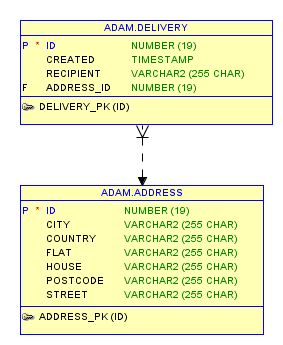 ADAM.DELIVERY
P * ID NUMBER (19)
CREATED TIMESTAMP
RECIPIENT VARCHAR2 (255 CHAR)
F ADDRESS_ID NUMBER (19)
DELIVERY_PK (ID)
ADAM.ADDRESS
P * ID NUMBER (19)
CITY VARCHAR2 (255 CHAR)
COUNTRY VARCHAR2 (255 CHAR)
FLAT VARCHAR2 (255 CHAR)
HOUSE VARCHAR2 (255 CHAR)
POSTCODE VARCHAR2 (255 CHAR)
STREET VARCHAR2 (255 CHAR)
ADDRESS_PK (ID)